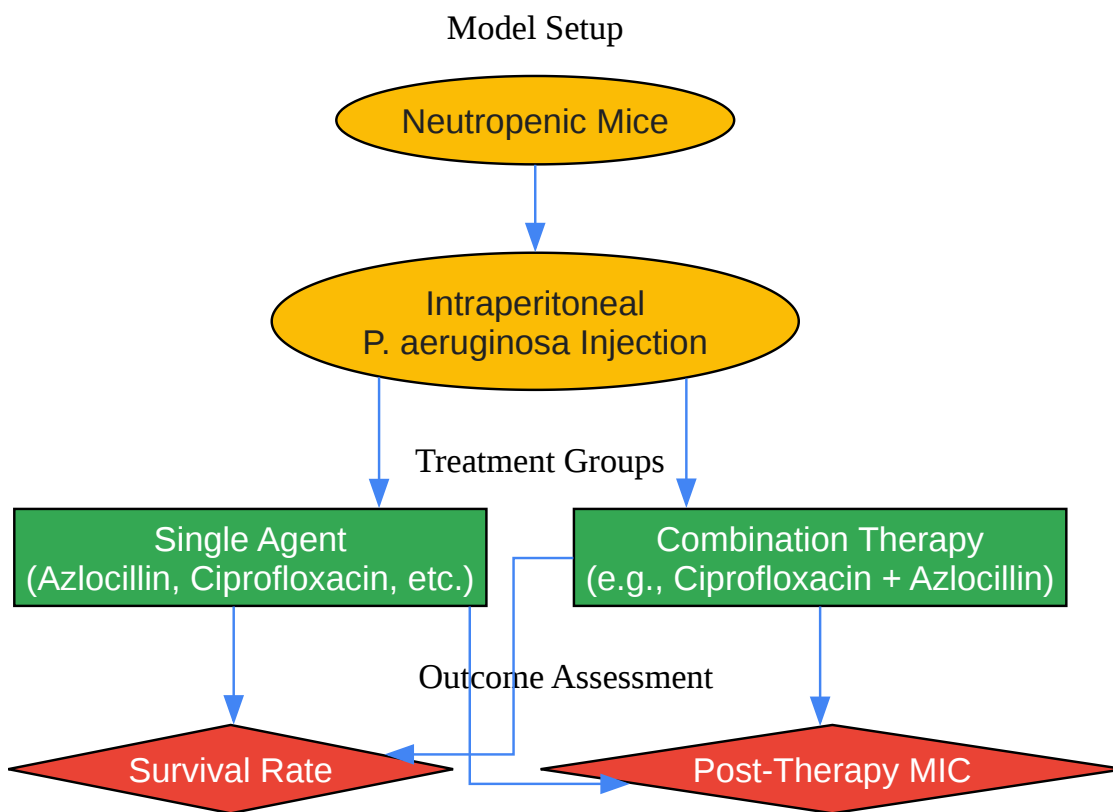 Model Setup
Neutropenic Mice
Intraperitoneal
P. aeruginosa Injection
Treatment Groups
Single Agent
(Azlocillin, Ciprofloxacin, etc.)
Combination Therapy
(e.g., Ciprofloxacin + Azlocillin)
Outcome Assessment
Survival Rate
Post-Therapy MIC